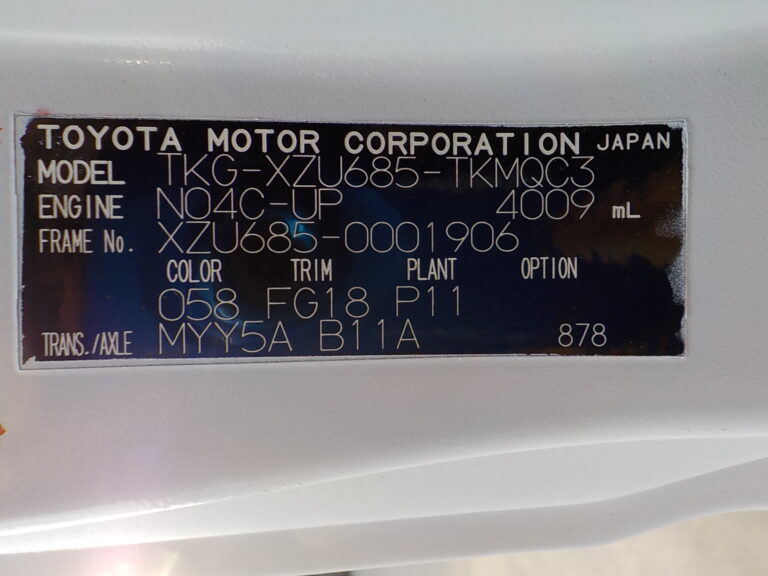 TOYOTA MOTOR CORPORATION JAPAN
MODEL TKG-XZU685-TKMQC3
ENGINE N04C-UP 4009 mL
FRAME No. XZU685-0001906
COLOR TRIM PLANT OPTION
058 FG18 P11
TRANS./AXLE MYY5A B11A 878